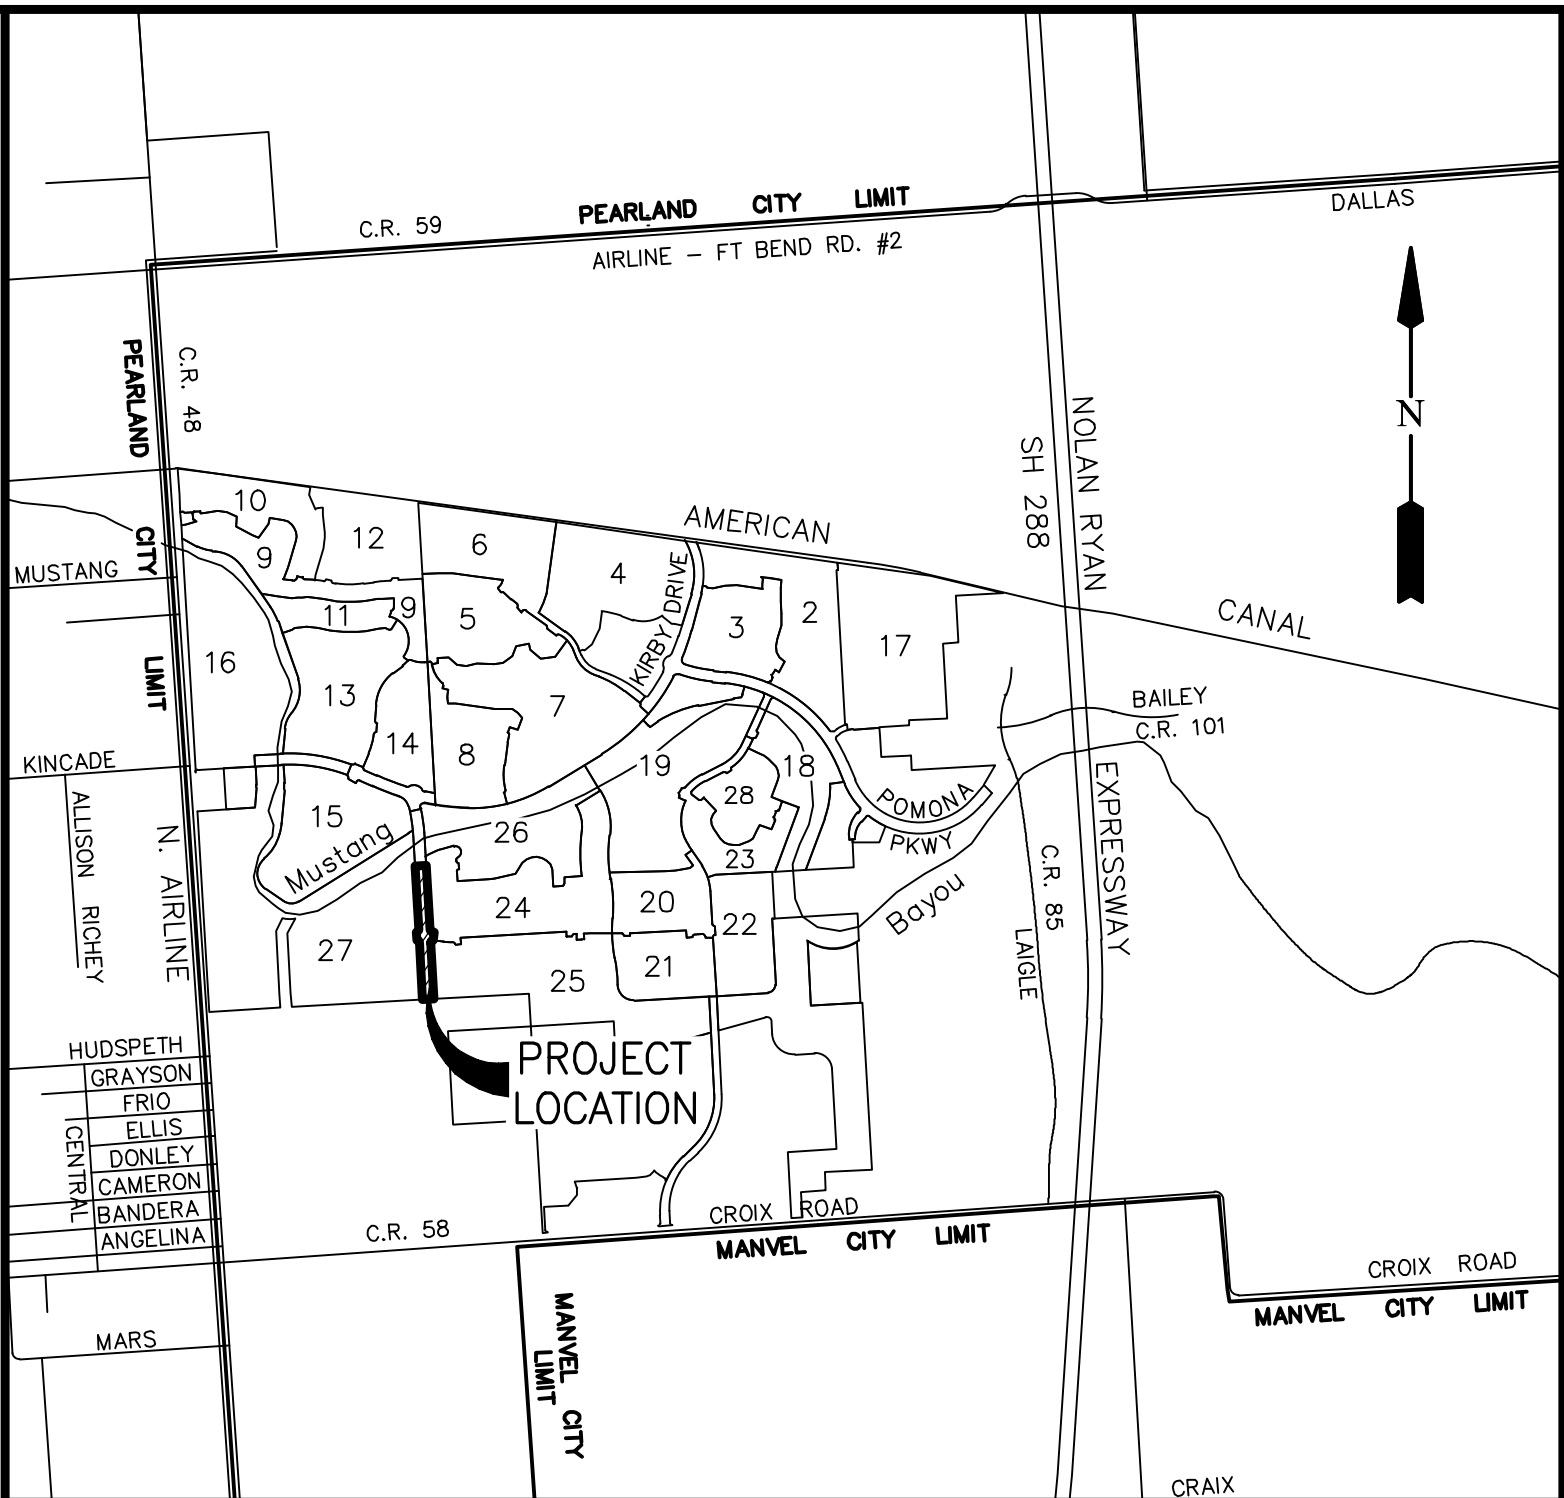 C.R. 59
PEARLAND CITY LIMIT
DALLAS
AIRLINE – FT BEND RD. #2
PEARLAND CITY LIMIT
C.R. 48
N
NOLAN RYAN EXPRESSWAY
SH 288
AMERICAN CANAL
10
12
6
4
KIRBY DRIVE
9
11
9
5
3
2
17
MUSTANG
16
13
14
8
7
19
18
28
BAILEY
C.R. 101
KINCADE
ALLISON RICHEY
N. AIRLINE
15
Mustang
26
POMONA PKWY
23
Bayou
C.R. 85
LAIGLE
24
20
22
27
25
21
PROJECT
LOCATION
HUDSPETH
GRAYSON
FRIO
ELLIS
DONLEY
CAMERON
BANDERA
ANGELINA
CENTRAL
C.R. 58
CROIX ROAD
MANVEL CITY LIMIT
CROIX ROAD
MANVEL CITY LIMIT
MANVEL CITY
LIMIT
MARS
CRAIX